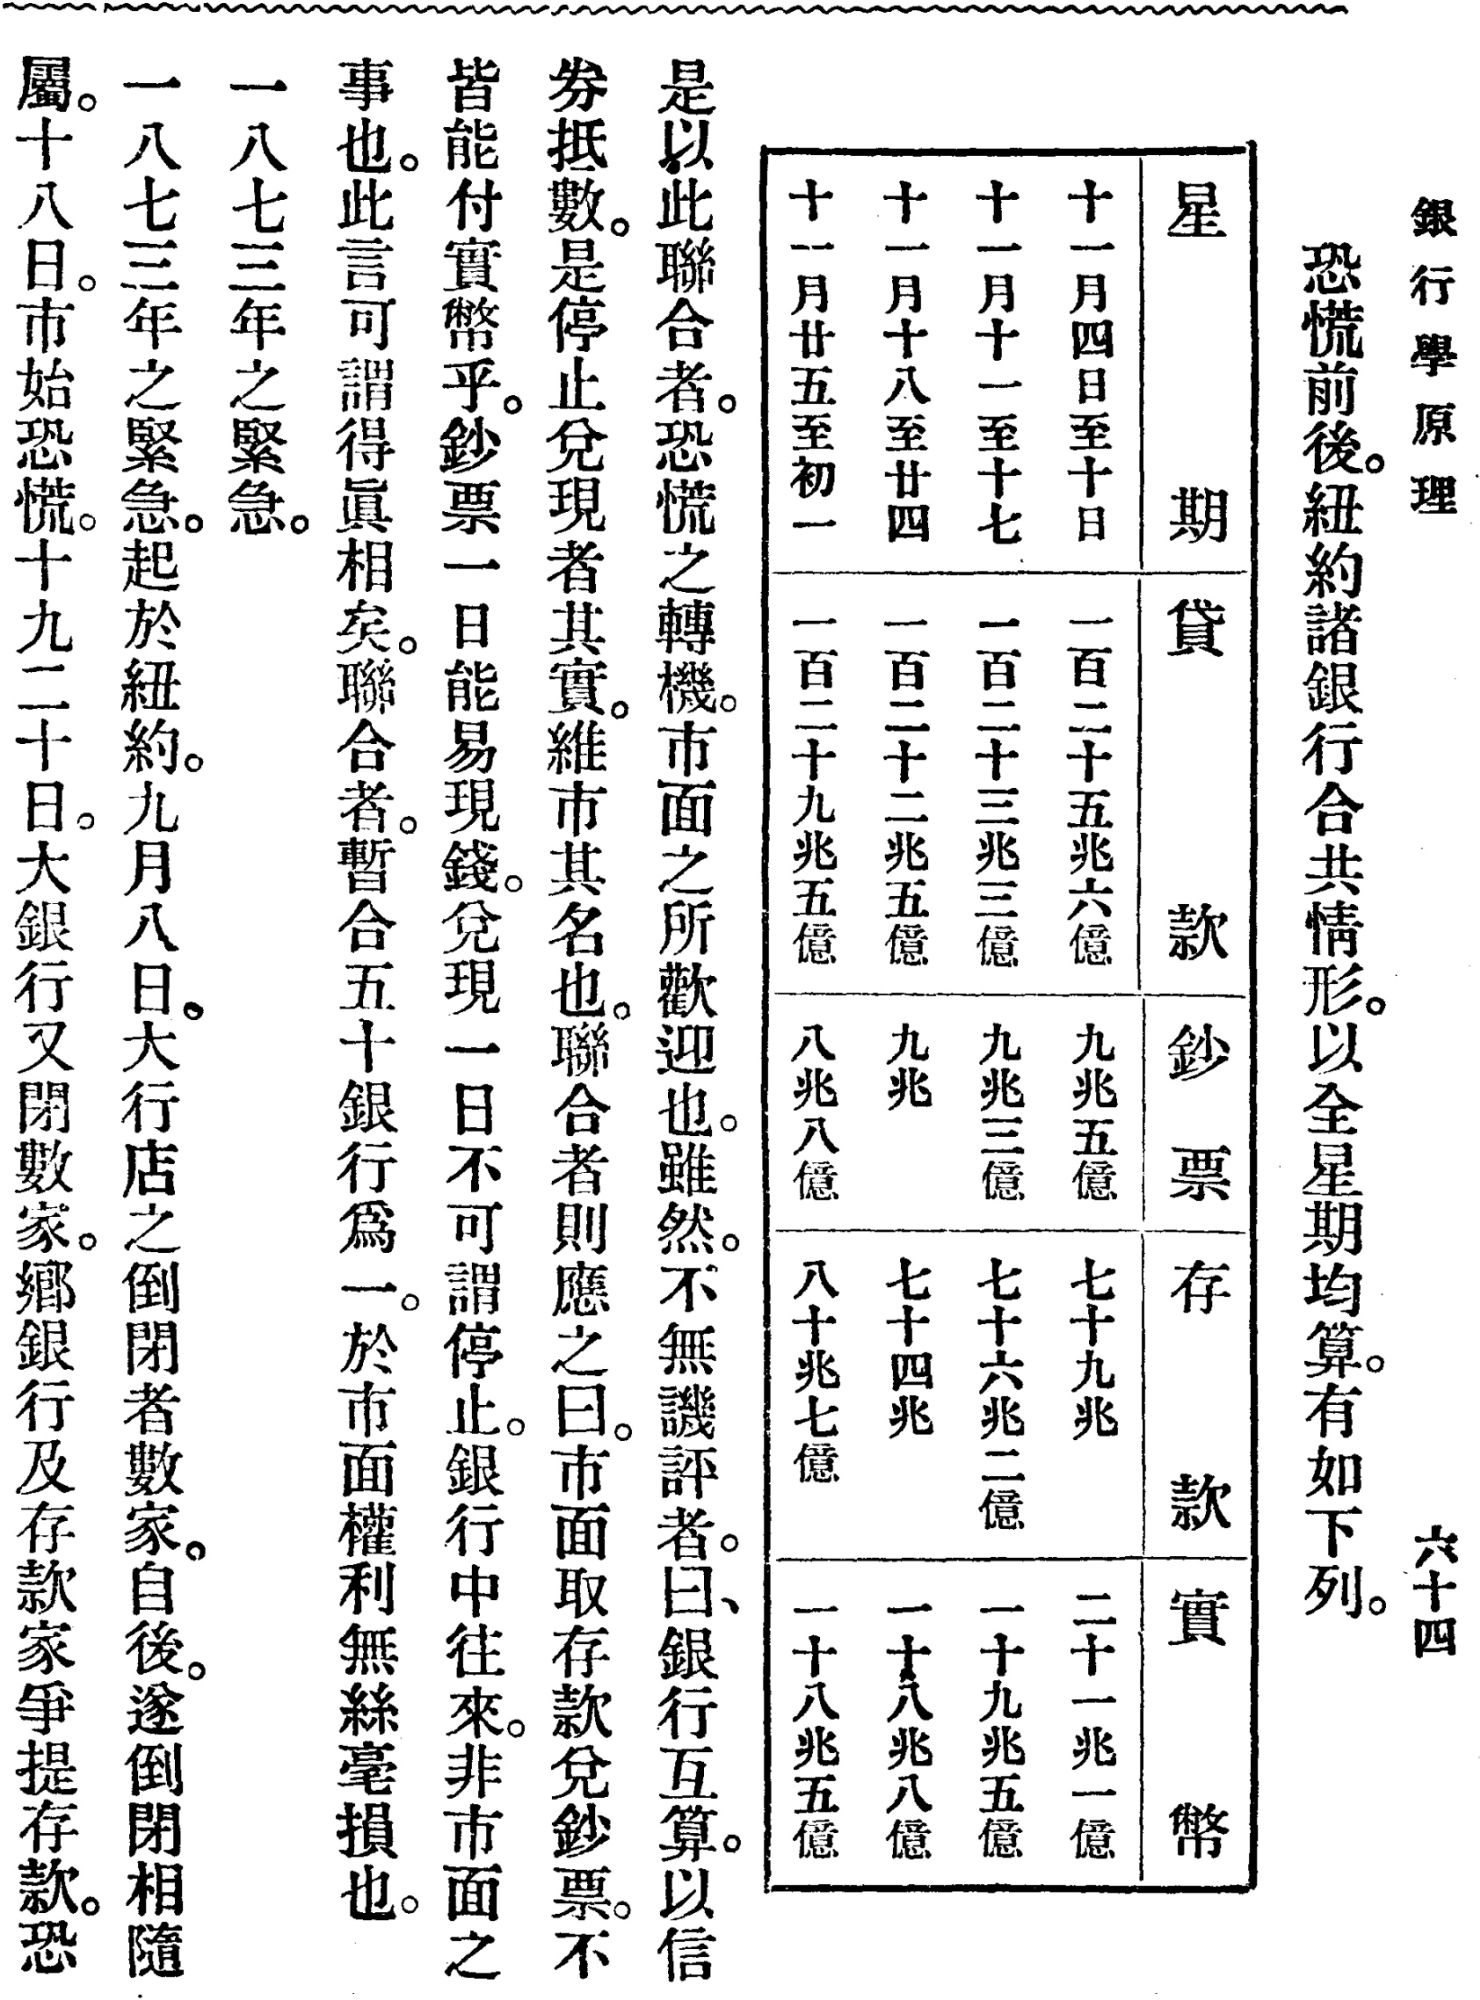 銀行學原理
六十四
恐慌前後。紐約諸銀行合共情形。以全星期均算。有如下列。
星期 貸款 鈔票 存款 實幣
十一月四日至十日 一百二十五兆六億 九兆五億 七十九兆 二十一兆一億
十一月十一至十七 一百二十三兆三億 九兆三億 七十六兆二億 一十九兆五億
十一月十八至廿四 一百二十二兆五億 九兆 七十四兆 一十八兆八億
十一月廿五至初一 一百二十九兆五億 八兆八億 八十兆七億 一十八兆五億
是以此聯合者。恐慌之轉機。市面之所歡迎也。雖然。不無譏評者。曰、銀行互算。以信
券抵數。是停止兌現者其實。維市其名也。聯合者則應之曰。市面取存款兌鈔票。不
皆能付實幣乎。鈔票一日能易現錢。兌現一日不可謂停止。銀行中往來。非市面之
事也。此言可謂得眞相矣。聯合者。暫合五十銀行爲一。於市面權利無絲毫損也。
一八七三年之緊急。
一八七三年之緊急。起於紐約。九月八日。大行店之倒閉者數家。自後。遂倒閉相隨
屬。十八日。市始恐慌。十九二十日。大銀行又閉數家。鄉銀行及存款家爭提存款。恐